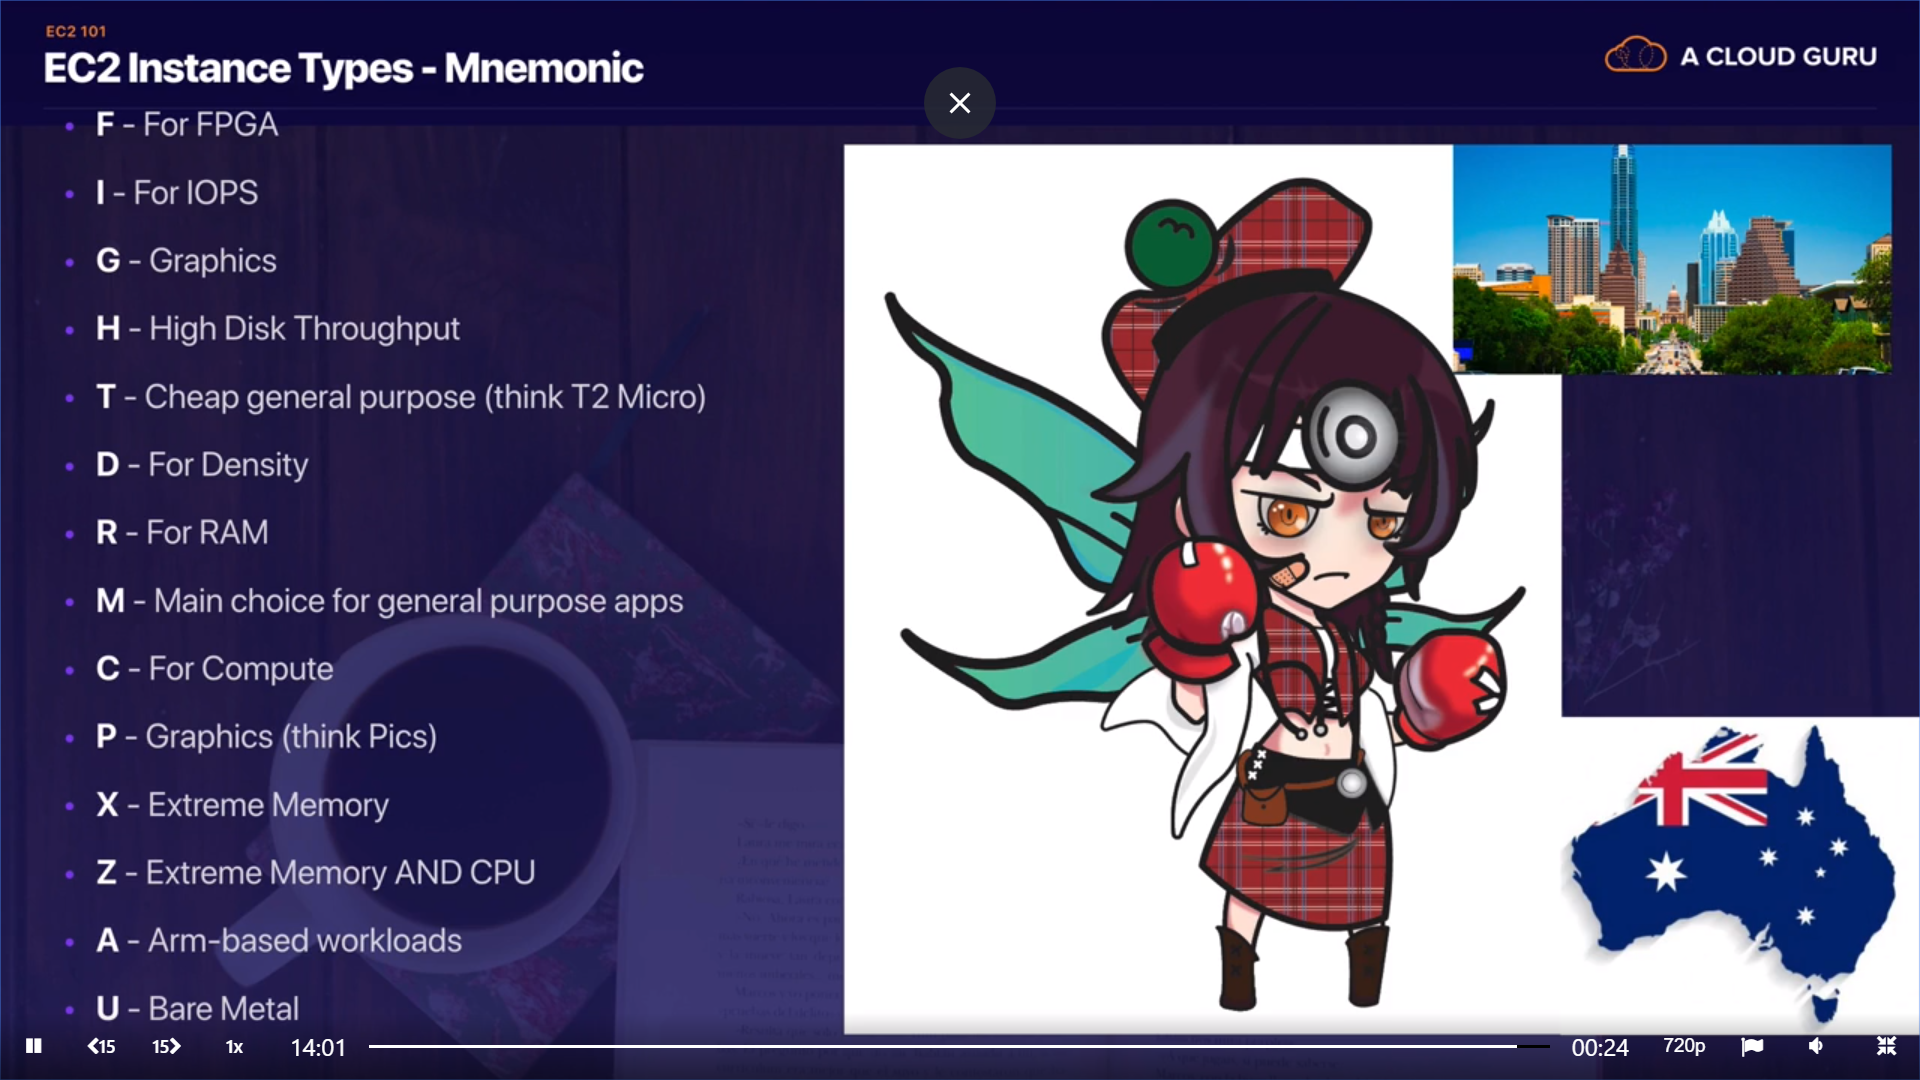 EC2 101
EC2 Instance Types - Mnemonic
A CLOUD GURU
• F - For FPGA
• I - For IOPS
• G - Graphics
• H - High Disk Throughput
• T - Cheap general purpose (think T2 Micro)
• D - For Density
• R - For RAM
• M - Main choice for general purpose apps
• C - For Compute
• P - Graphics (think Pics)
• X - Extreme Memory
• Z - Extreme Memory AND CPU
• A - Arm-based workloads
• U - Bare Metal
15 15 1x 14:01 00:24 720p